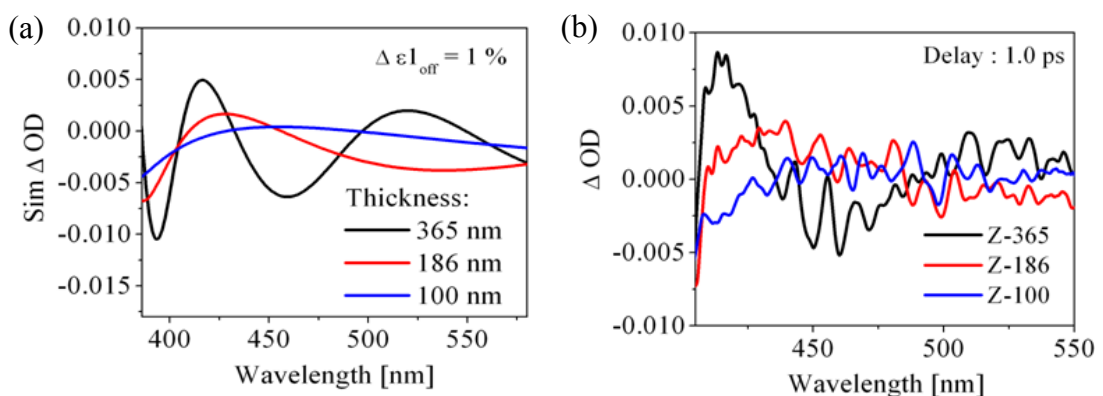 (a)
Sim Δ OD
0.010
0.005
0.000
-0.005
-0.010
-0.015
Δ ε1off = 1 %
Thickness:
365 nm
186 nm
100 nm
400
450
500
550
Wavelength [nm]
(b)
Δ OD
0.010
0.005
0.000
-0.005
-0.010
Delay : 1.0 ps
Z-365
Z-186
Z-100
450
500
550
Wavelength [nm]